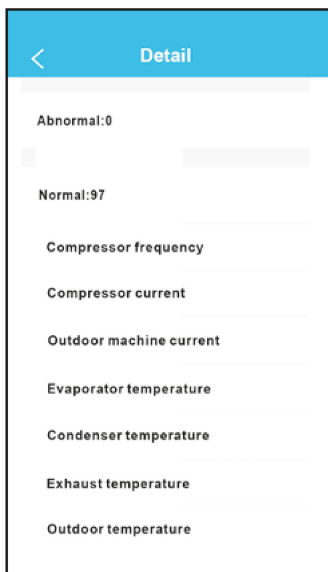 Detail
Abnormal:0
Normal:97
Compressor frequency
Compressor current
Outdoor machine current
Evaporator temperature
Condenser temperature
Exhaust temperature
Outdoor temperature